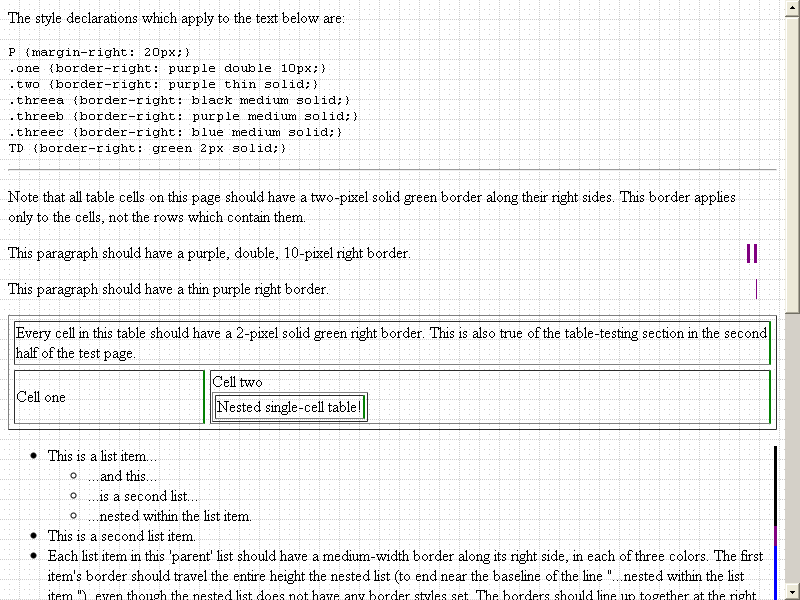 The style declarations which apply to the text below are:
P {margin-right: 20px;}
.one {border-right: purple double 10px;}
.two {border-right: purple thin solid;}
.threea {border-right: black medium solid;}
.threeb {border-right: purple medium solid;}
.threec {border-right: blue medium solid;}
TD {border-right: green 2px solid;}
Note that all table cells on this page should have a two-pixel solid green border along their right sides. This border applies
only to the cells, not the rows which contain them.
This paragraph should have a purple, double, 10-pixel right border.
This paragraph should have a thin purple right border.
Every cell in this table should have a 2-pixel solid green right border. This is also true of the table-testing section in the second
half of the test page.
Cell one
Cell two
Nested single-cell table!
This is a list item...
...and this...
...is a second list...
...nested within the list item.
This is a second list item.
Each list item in this 'parent' list should have a medium-width border along its right side, in each of three colors. The first
item's border should travel the entire height the nested list (to end near the baseline of the line "...nested within the list
item."), even though the nested list does not have any border styles set. The borders should line up together at the right